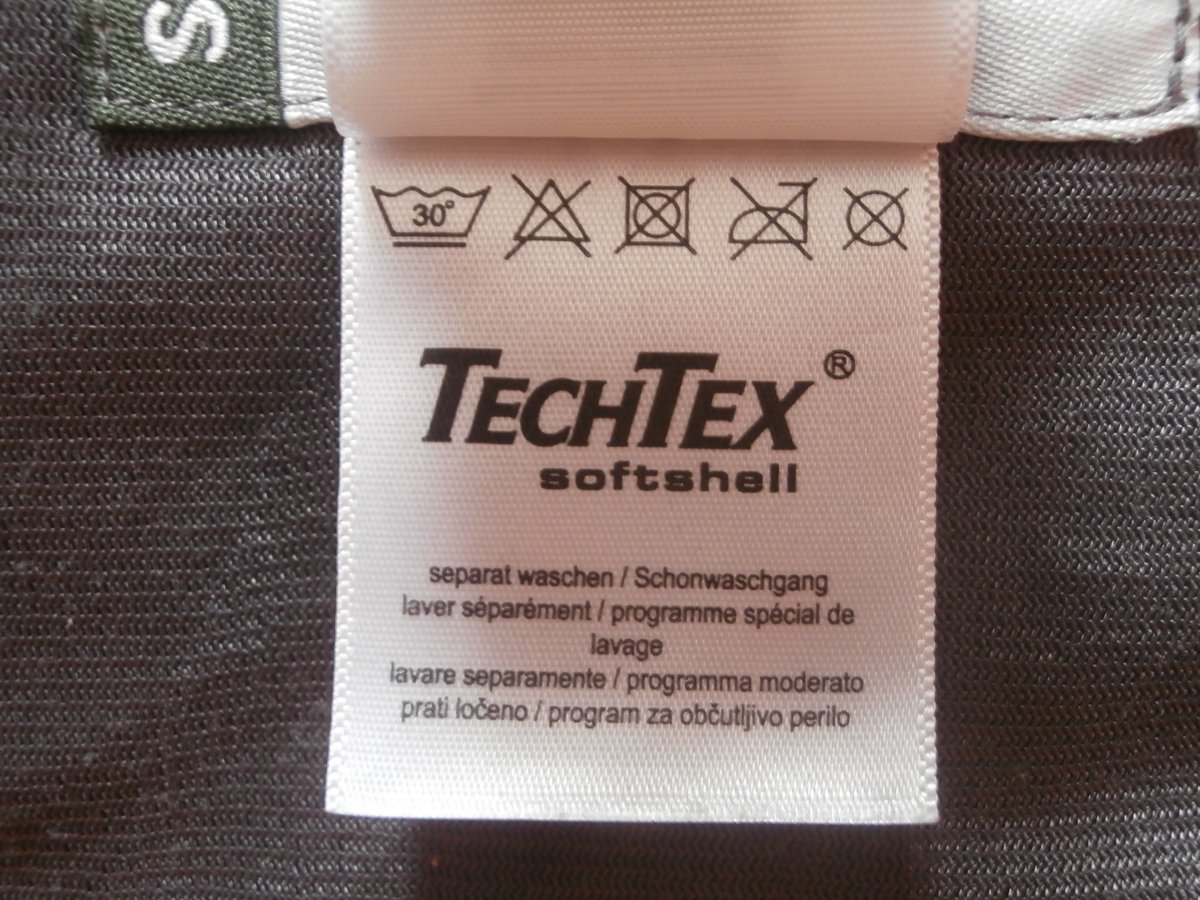 S
30°
TECHTEX®
softshell
separat waschen / Schonwaschgang
laver séparément / programme spécial de
lavage
lavare separamente / programma moderato
prati ločeno / program za občutljivo perilo